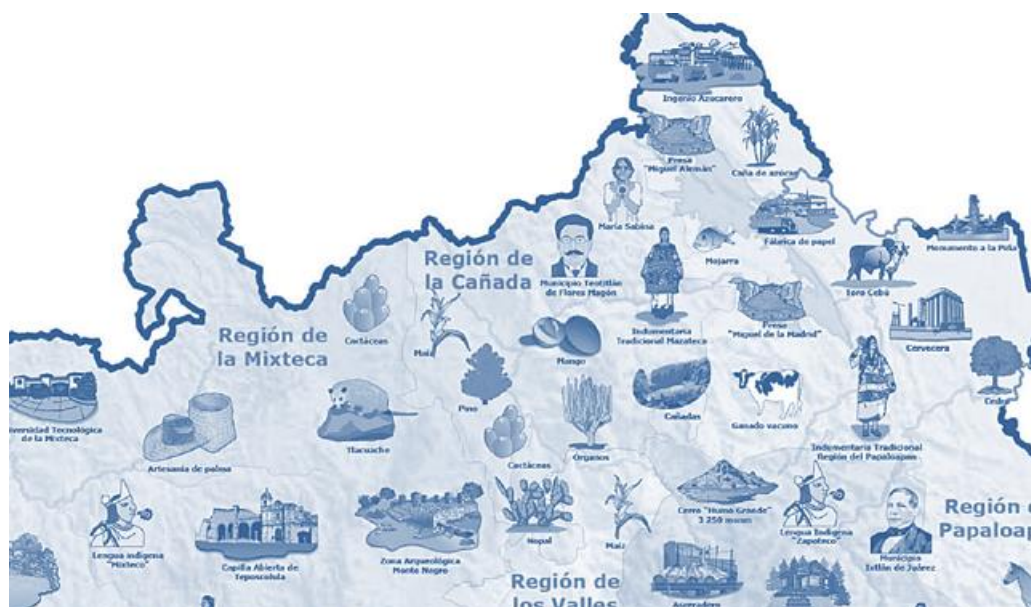 Ingenio Azucarero
Presa
"Miguel Alemán"
Caña de azúcar
María Sabina
Fábrica de papel
Monumento a la Piña
Región de
la Cañada
Municipio Teotitlán
de Flores Magón
Mojarra
Toro Cebú
Indumentaria
Tradicional Mazateca
Presa
"Miguel de la Madrid"
Cervecera
Región de
la Mixteca
Cactáceas
Maíz
Mango
Pino
Cañadas
Ganado vacuno
Cedro
versidad Tecnológica
de la Mixteca
Artesanía de palma
Tlacuache
Cactáceas
Organos
Indumentaria Tradicional
Región del Papaloapan
Lengua indígena
"Mixteco"
Capilla Abierta de
Teposcolula
Zona Arqueológica
Monte Negro
Nopal
Maíz
Cerro "Humo Grande"
3 250 msnm
Lengua Indígena
"Zapoteco"
Municipio
Ixtlán de Juárez
Región d
Papaloap
Región de
los Valles
Aserradero